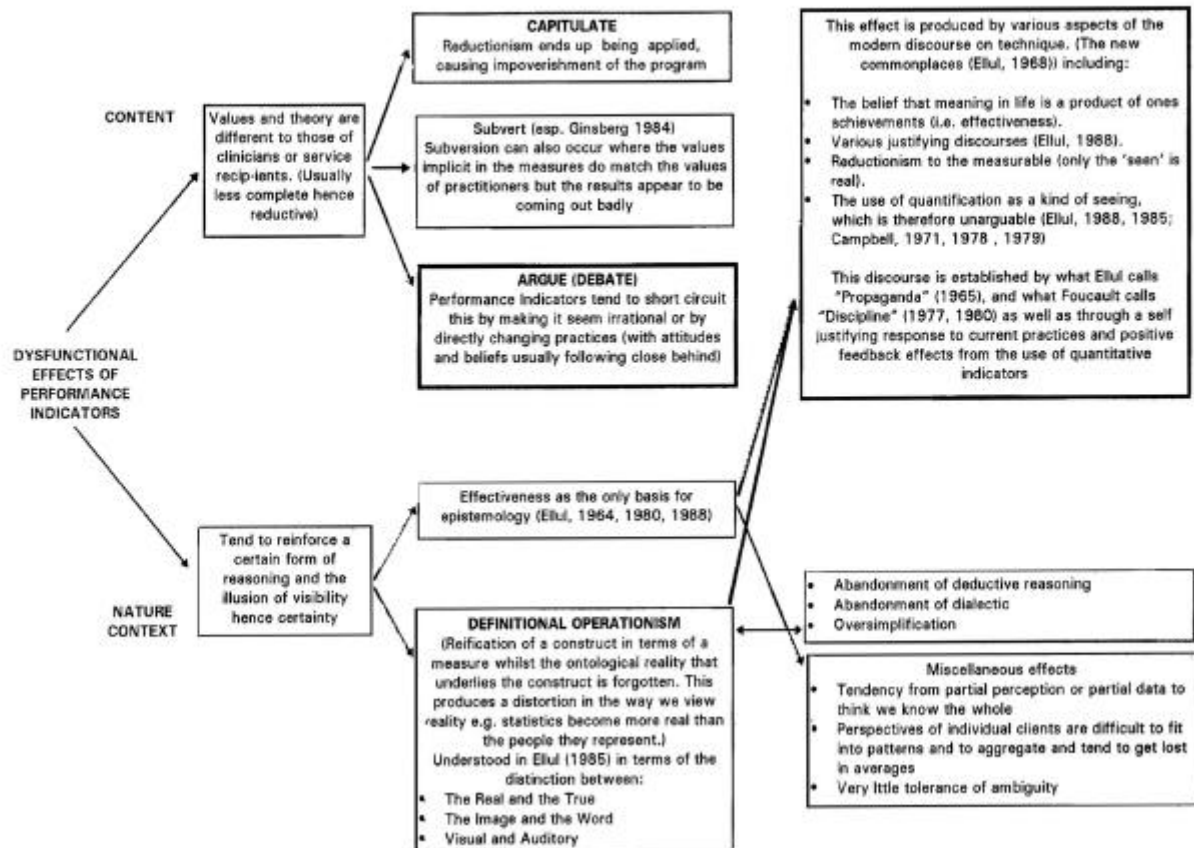 CAPITULATE
Reductionism ends up being applied,
causing impoverishment of the program
CONTENT
Values and theory are
different to those of
clinicians or service
recip-ients. (Usually
less complete hence
reductive)
Subvert (esp. Ginsberg 1984)
Subversion can also occur where the values
implicit in the measures do match the values
of practitioners but the results appear to be
coming out badly
ARGUE (DEBATE)
Performance Indicators tend to short circuit
this by making it seem irrational or by
directly changing practices (with attitudes
and beliefs usually following close behind)
This effect is produced by various aspects of the
modern discourse on technique. (The new
commonplaces (Ellul, 1968)) including:
• The belief that meaning in life is a product of ones
achievements (i.e. effectiveness).
• Various justifying discourses (Ellul, 1988).
• Reductionism to the measurable (only the 'seen' is
real).
• The use of quantification as a kind of seeing,
which is therefore unarguable (Ellul, 1988, 1985;
Campbell, 1971, 1978 , 1979)
This discourse is established by what Ellul calls
"Propaganda" (1965), and what Foucault calls
"Discipline" (1977, 1980) as well as through a self
justifying response to current practices and positive
feedback effects from the use of quantitative
indicators
DYSFUNCTIONAL
EFFECTS OF
PERFORMANCE
INDICATORS
Effectiveness as the only basis for
epistemology (Ellul, 1964, 1980, 1988)
Tend to reinforce a
certain form of
reasoning and the
illusion of visibility
hence certainty
NATURE
CONTEXT
DEFINITIONAL OPERATIONISM
(Reification of a construct in terms of a
measure whilst the ontological reality that
underlies the construct is forgotten. This
produces a distortion in the way we view
reality e.g. statistics become more real than
the people they represent.)
Understood in Ellul (1985) in terms of the
distinction between:
• The Real and the True
• The Image and the Word
• Visual and Auditory
• Abandonment of deductive reasoning
• Abandonment of dialectic
• Oversimplification
Miscellaneous effects
• Tendency from partial perception or partial data to
think we know the whole
• Perspectives of individual clients are difficult to fit
into patterns and to aggregate and tend to get lost
in averages
• Very lttle tolerance of ambiguity